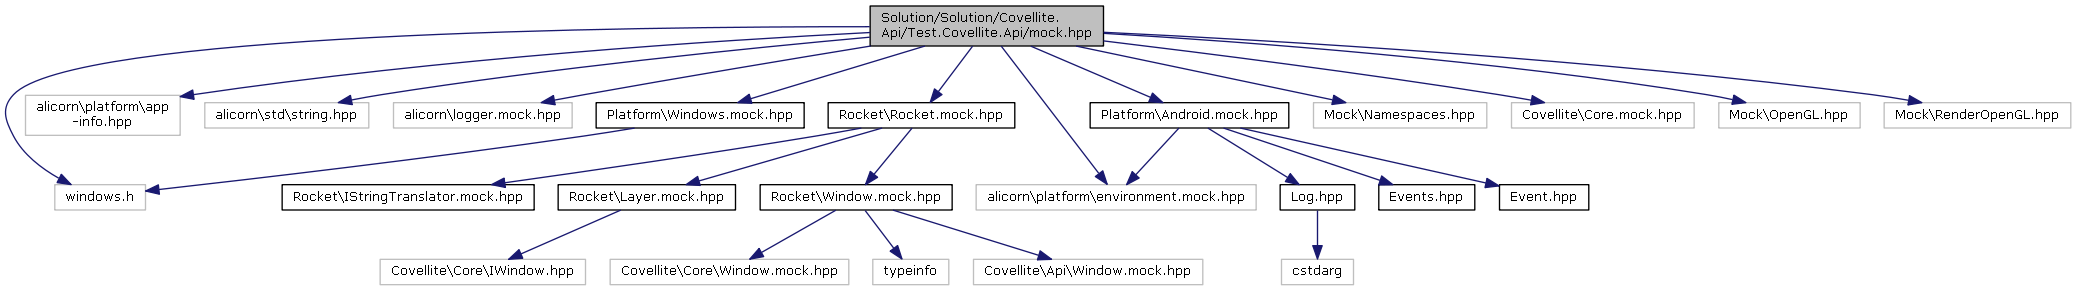 Solution/Solution/Covellite.
Api/Test.Covellite.Api/mock.hpp
alicorn\platform\app
-info.hpp
alicorn\std\string.hpp
alicorn\logger.mock.hpp
Platform\Windows.mock.hpp
Rocket\Rocket.mock.hpp
Platform\Android.mock.hpp
Mock\Namespaces.hpp
Covellite\Core.mock.hpp
Mock\OpenGL.hpp
Mock\RenderOpenGL.hpp
windows.h
Rocket\IStringTranslator.mock.hpp
Rocket\Layer.mock.hpp
Rocket\Window.mock.hpp
alicorn\platform\environment.mock.hpp
Log.hpp
Events.hpp
Event.hpp
Covellite\Core\IWindow.hpp
Covellite\Core\Window.mock.hpp
typeinfo
Covellite\Api\Window.mock.hpp
cstdarg